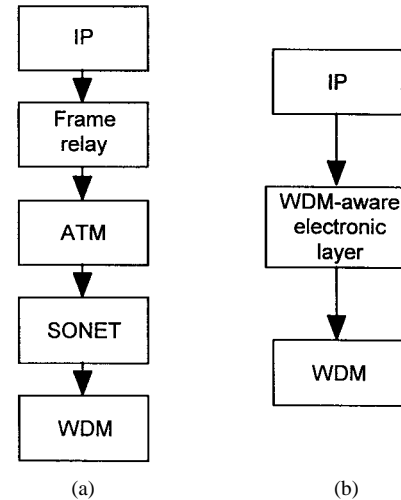 IP
Frame
relay
ATM
SONET
WDM
(a)
IP
WDM-aware
electronic
layer
WDM
(b)